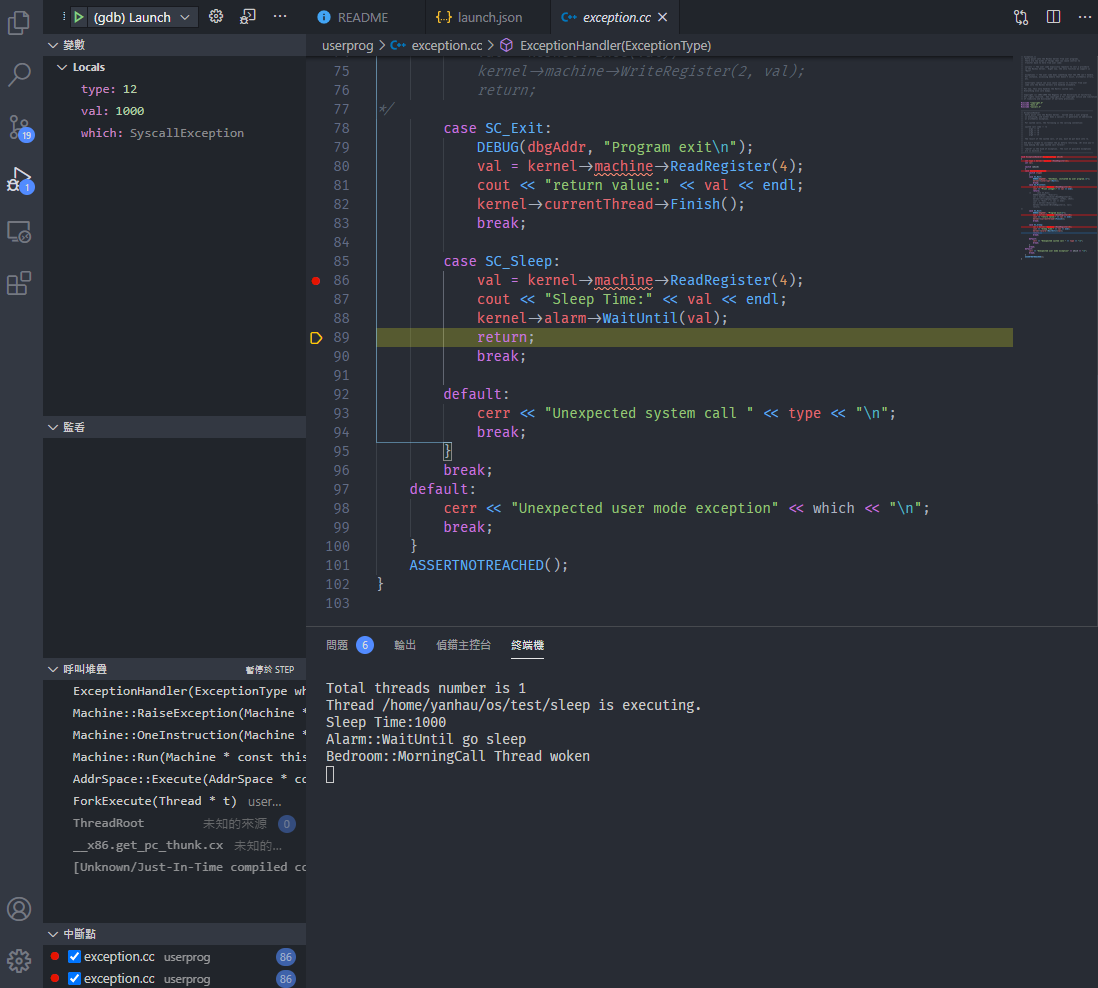 (gdb) Launch
README
launch.json
exception.cc
變數
Locals
type: 12
val: 1000
which: SyscallException
監看
呼叫堆疊
暫停於 STEP
ExceptionHandler(ExceptionType wh
Machine::RaiseException(Machine *
Machine::OneInstruction(Machine *
Machine::Run(Machine * const this
AddrSpace::Execute(AddrSpace * co
ForkExecute(Thread * t) user...
ThreadRoot 未知的來源 0
__x86.get_pc_thunk.cx 未知的...
[Unknown/Just-In-Time compiled co
中斷點
exception.cc userprog 86
exception.cc userprog 86
19
1
userprog > exception.cc > ExceptionHandler(ExceptionType)
75 kernel->machine->WriteRegister(2, val);
76 return;
77 */
78 case SC_Exit:
79 DEBUG(dbgAddr, "Program exit\n");
80 val = kernel->machine->ReadRegister(4);
81 cout << "return value:" << val << endl;
82 kernel->currentThread->Finish();
83 break;
84
85 case SC_Sleep:
86 val = kernel->machine->ReadRegister(4);
87 cout << "Sleep Time:" << val << endl;
88 kernel->alarm->WaitUntil(val);
89 return;
90 break;
91
92 default:
93 cerr << "Unexpected system call " << type << "\n";
94 break;
95 }
96 break;
97 default:
98 cerr << "Unexpected user mode exception" << which << "\n";
99 break;
100 }
101 ASSERTNOTREACHED();
102 }
103
問題 6 輸出 偵錯主控台 終端機
Total threads number is 1
Thread /home/yanhau/os/test/sleep is executing.
Sleep Time:1000
Alarm::WaitUntil go sleep
Bedroom::MorningCall Thread woken